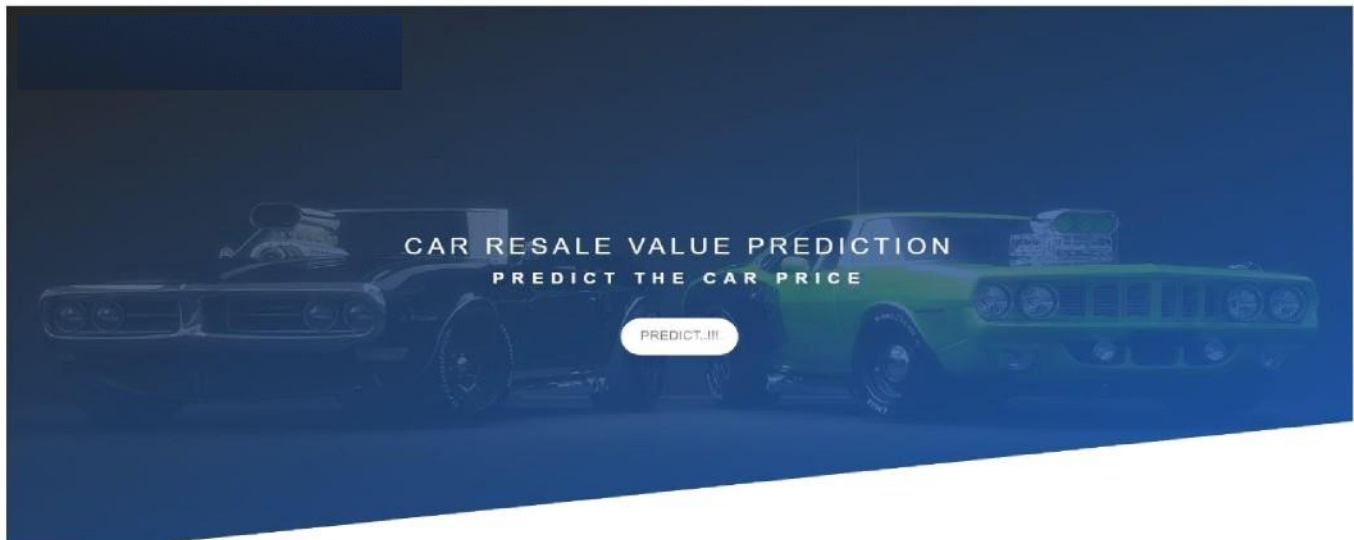 CAR RESALE VALUE PREDICTION
PREDICT THE CAR PRICE
PREDICT..!!!